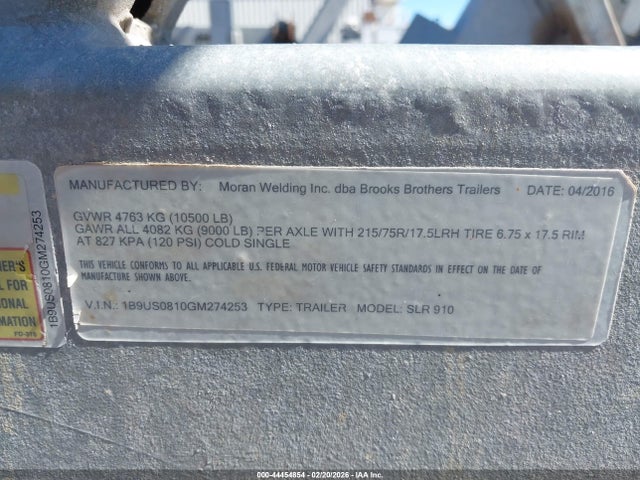 MANUFACTURED BY: Moran Welding Inc. dba Brooks Brothers Trailers DATE: 04/2016
GVWR 4763 KG (10500 LB)
GAWR ALL 4082 KG (9000 LB) PER AXLE WITH 215/75R/17.5LRH TIRE 6.75 x 17.5 RIM
AT 827 KPA (120 PSI) COLD SINGLE
THIS VEHICLE CONFORMS TO ALL APPLICABLE U.S. FEDERAL MOTOR VEHICLE SAFETY STANDARDS IN EFFECT ON THE DATE OF
MANUFACTURE SHOWN ABOVE.
V.I.N.: 1B9US0810GM274253 TYPE: TRAILER MODEL: SLR 910
NER'S
L FOR
IONAL
RMATION
1B9US0810GM274253
000-44454854 - 02/20/2026 - IAA, Inc.